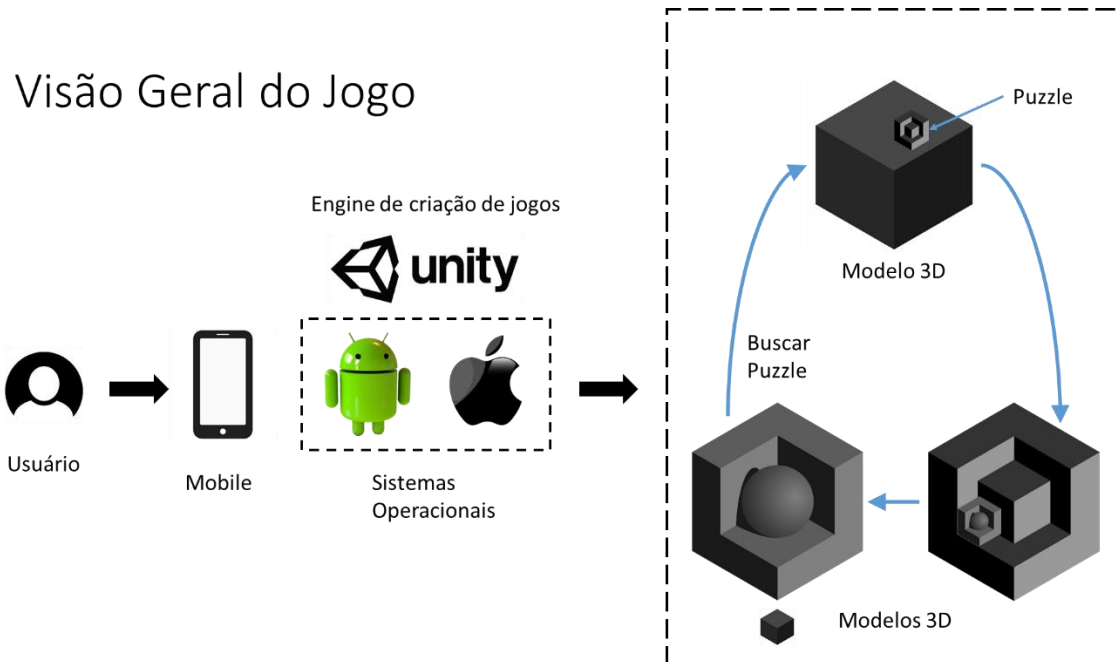 Visão Geral do Jogo
Engine de criação de jogos
unity
Usuário
Mobile
Sistemas
Operacionais
Puzzle
Modelo 3D
Buscar
Puzzle
Modelos 3D